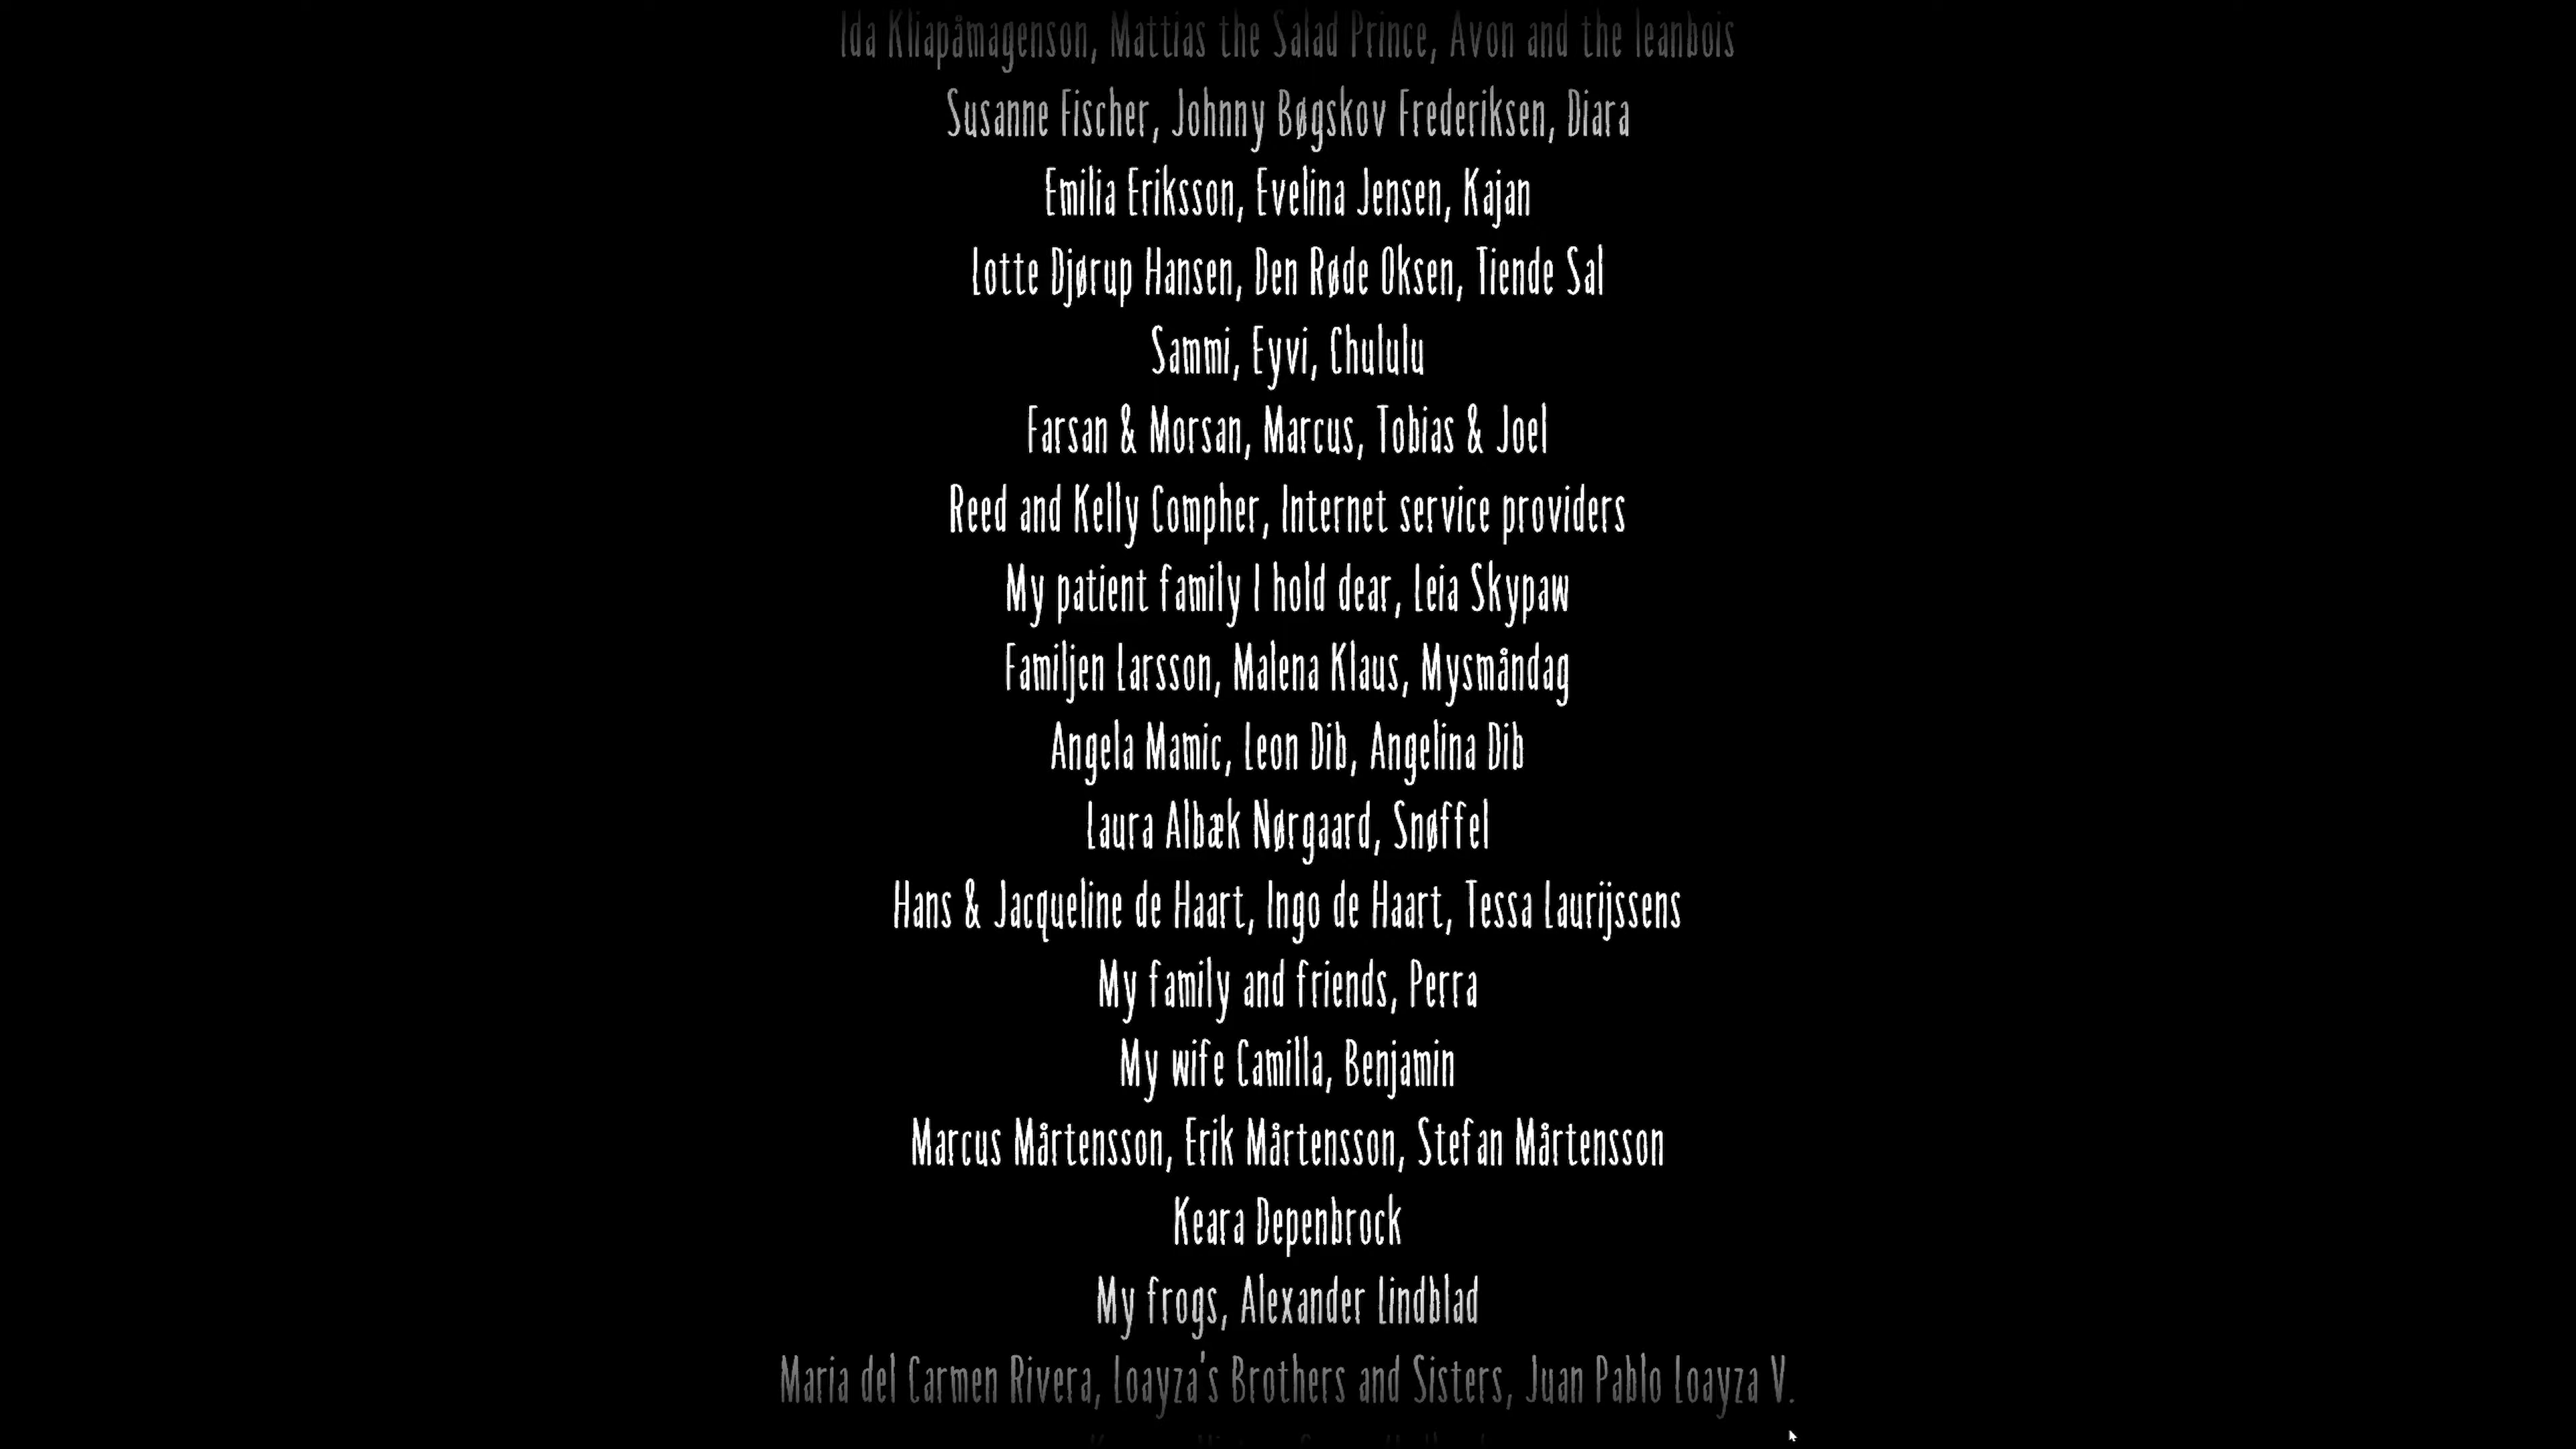 Ida Kliapåmagenson, Mattias the Salad Prince, Avon and the leanbois
Susanne Fischer, Johnny Bøgskov Frederiksen, Diara
Emilia Eriksson, Evelina Jensen, Kajan
Lotte Djørup Hansen, Den Røde Oksen, Tiende Sal
Sammi, Eyvi, Chululu
Farsan & Morsan, Marcus, Tobias & Joel
Reed and Kelly Compher, Internet service providers
My patient family I hold dear, Leia Skypaw
Familjen Larsson, Malena Klaus, Mysmåndag
Angela Mamic, Leon Dib, Angelina Dib
Laura Albæk Nørgaard, Snøffel
Hans & Jacqueline de Haart, Ingo de Haart, Tessa Laurijssens
My family and friends, Perra
My wife Camilla, Benjamin
Marcus Mårtensson, Erik Mårtensson, Stefan Mårtensson
Keara Depenbrock
My frogs, Alexander Lindblad
Maria del Carmen Rivera, Loayza's Brothers and Sisters, Juan Pablo Loayza V.